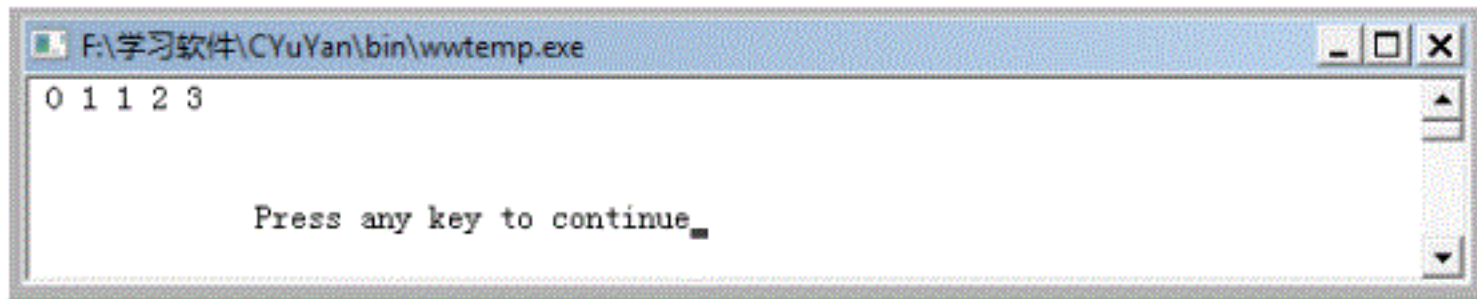 F:\学习软件\CYuYan\bin\wwtemp.exe
0 1 1 2 3
Press any key to continue